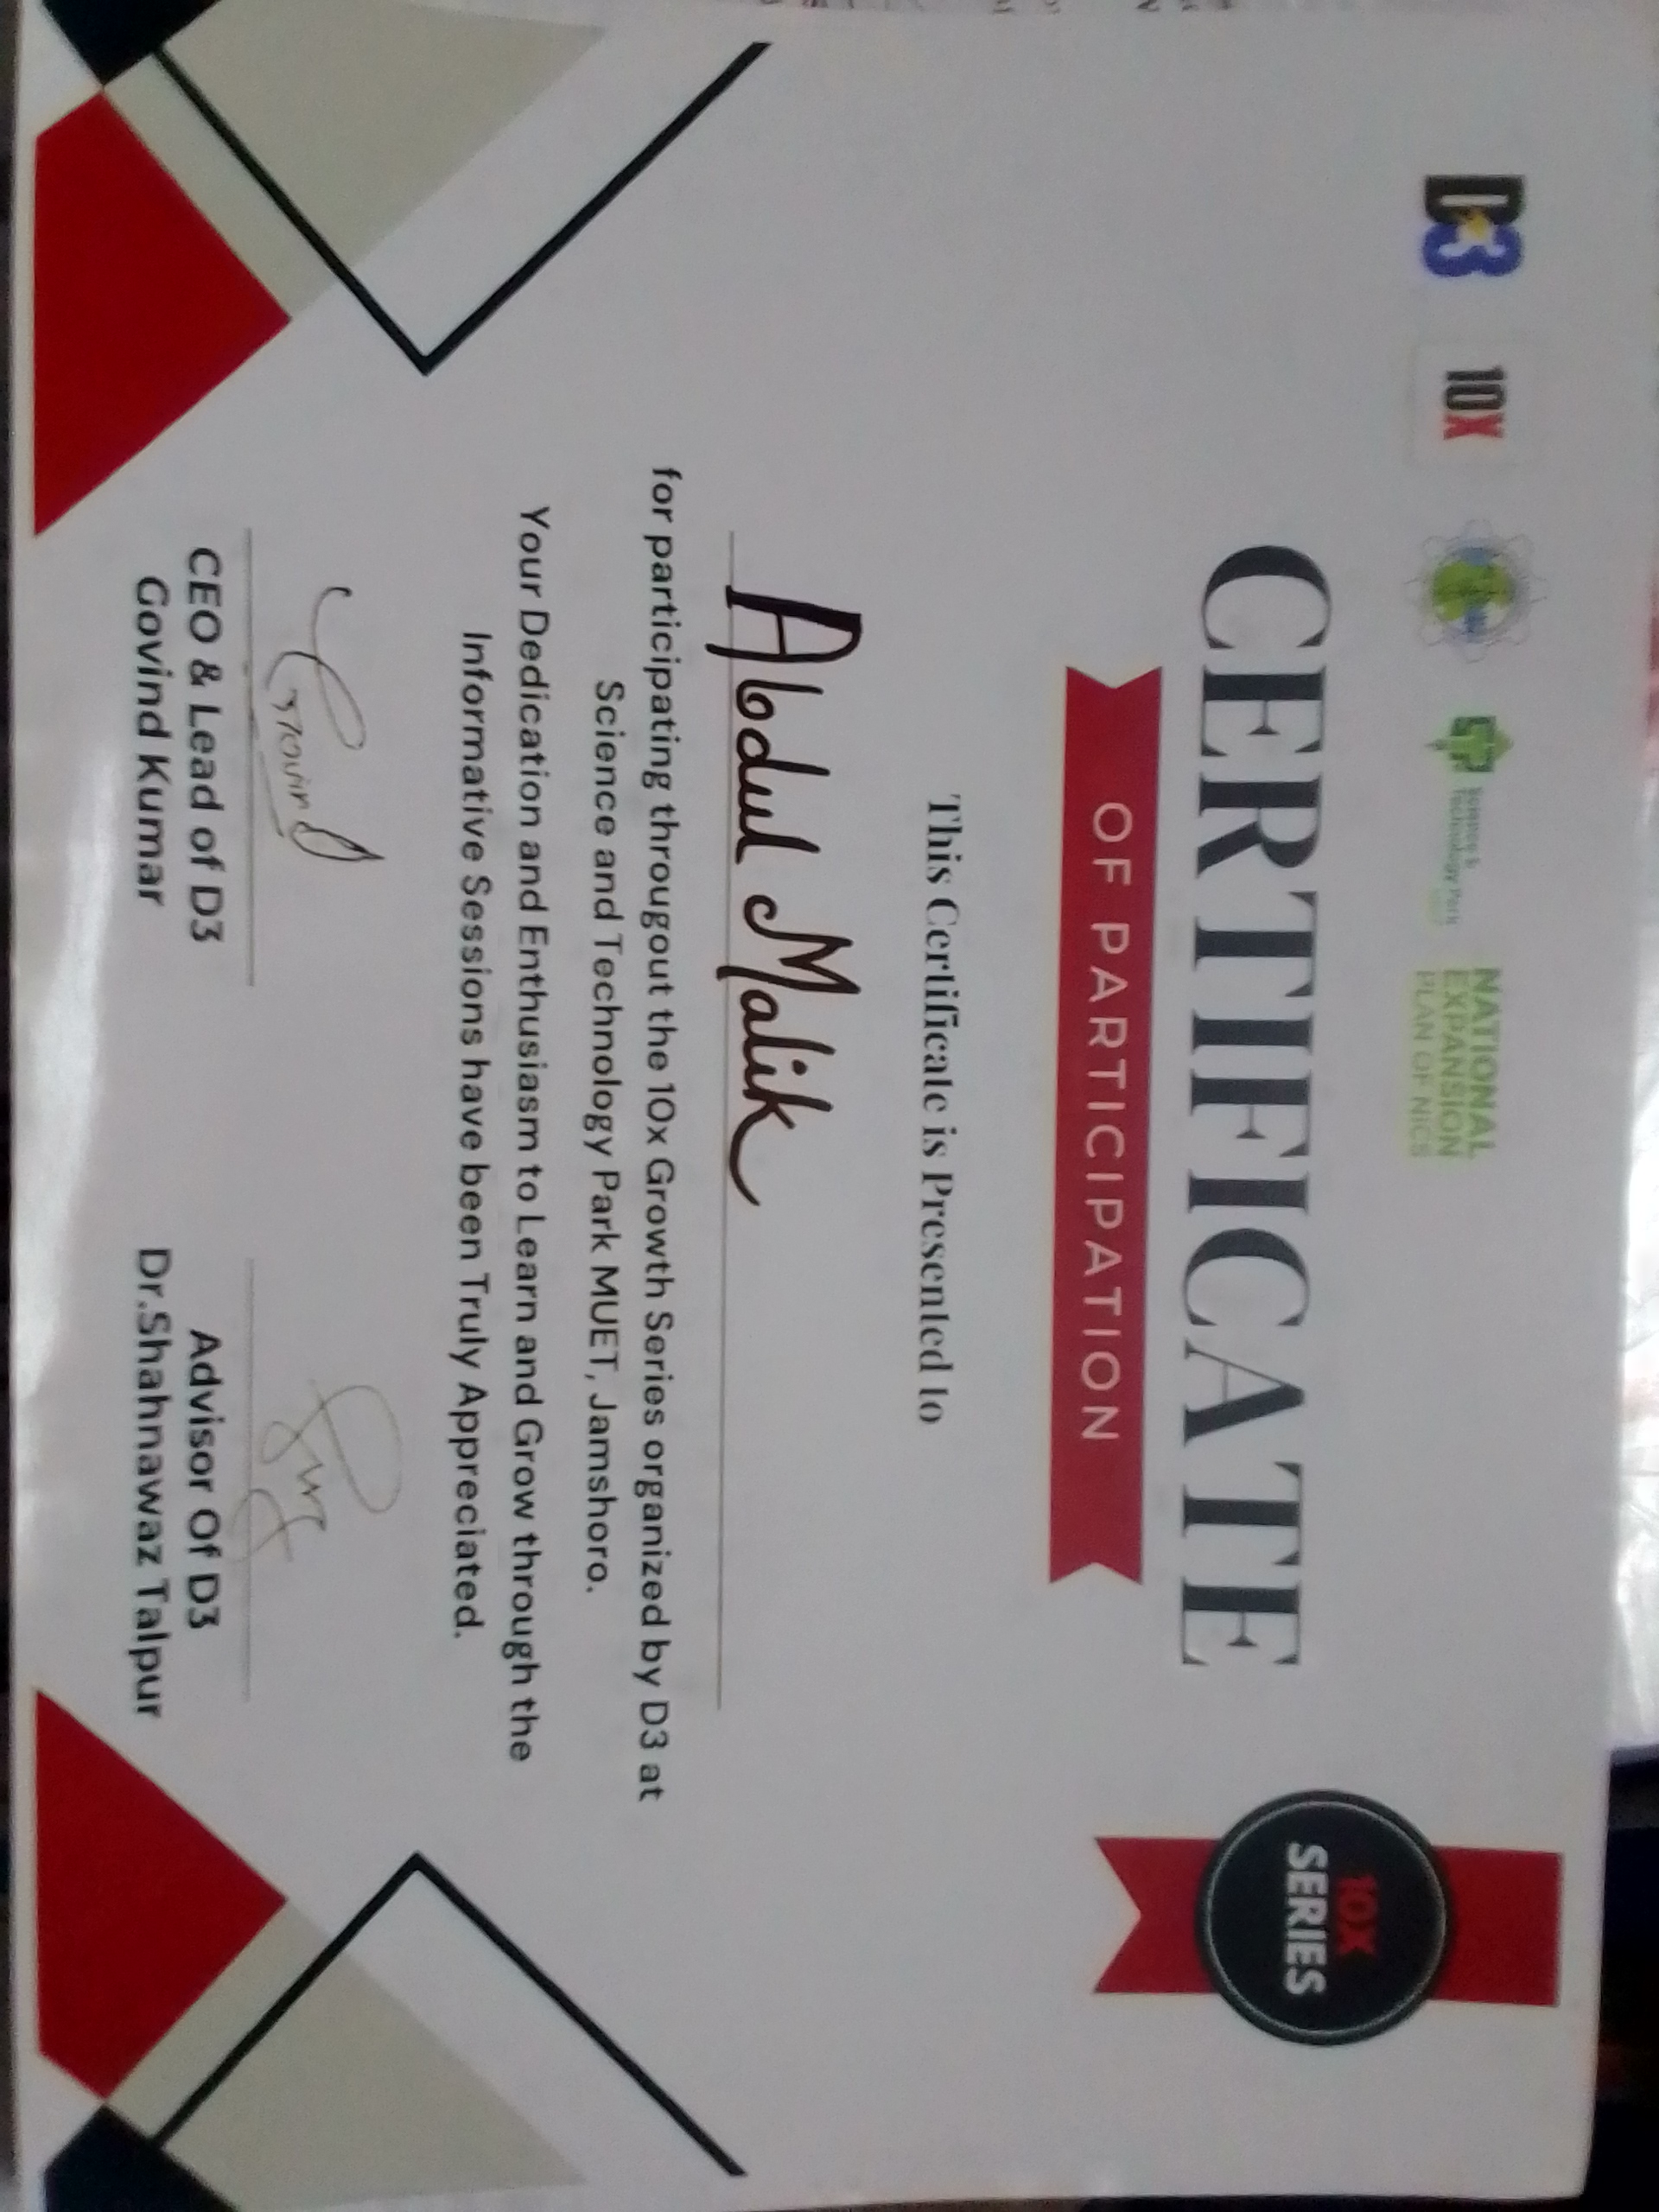 D3 10X Science & Technology Park NATIONAL EXPANSION PLAN OF NICS
10X
SERIES
CERTIFICATE
OF PARTICIPATION
This Certificate is Presented to
Abdul Malik
for participating througout the 10x Growth Series organized by D3 at
Science and Technology Park MUET, Jamshoro.
Your Dedication and Enthusiasm to Learn and Grow through the
Informative Sessions have been Truly Appreciated.
Govind
CEO & Lead of D3
Govind Kumar
Advisor Of D3
Dr.Shahnawaz Talpur